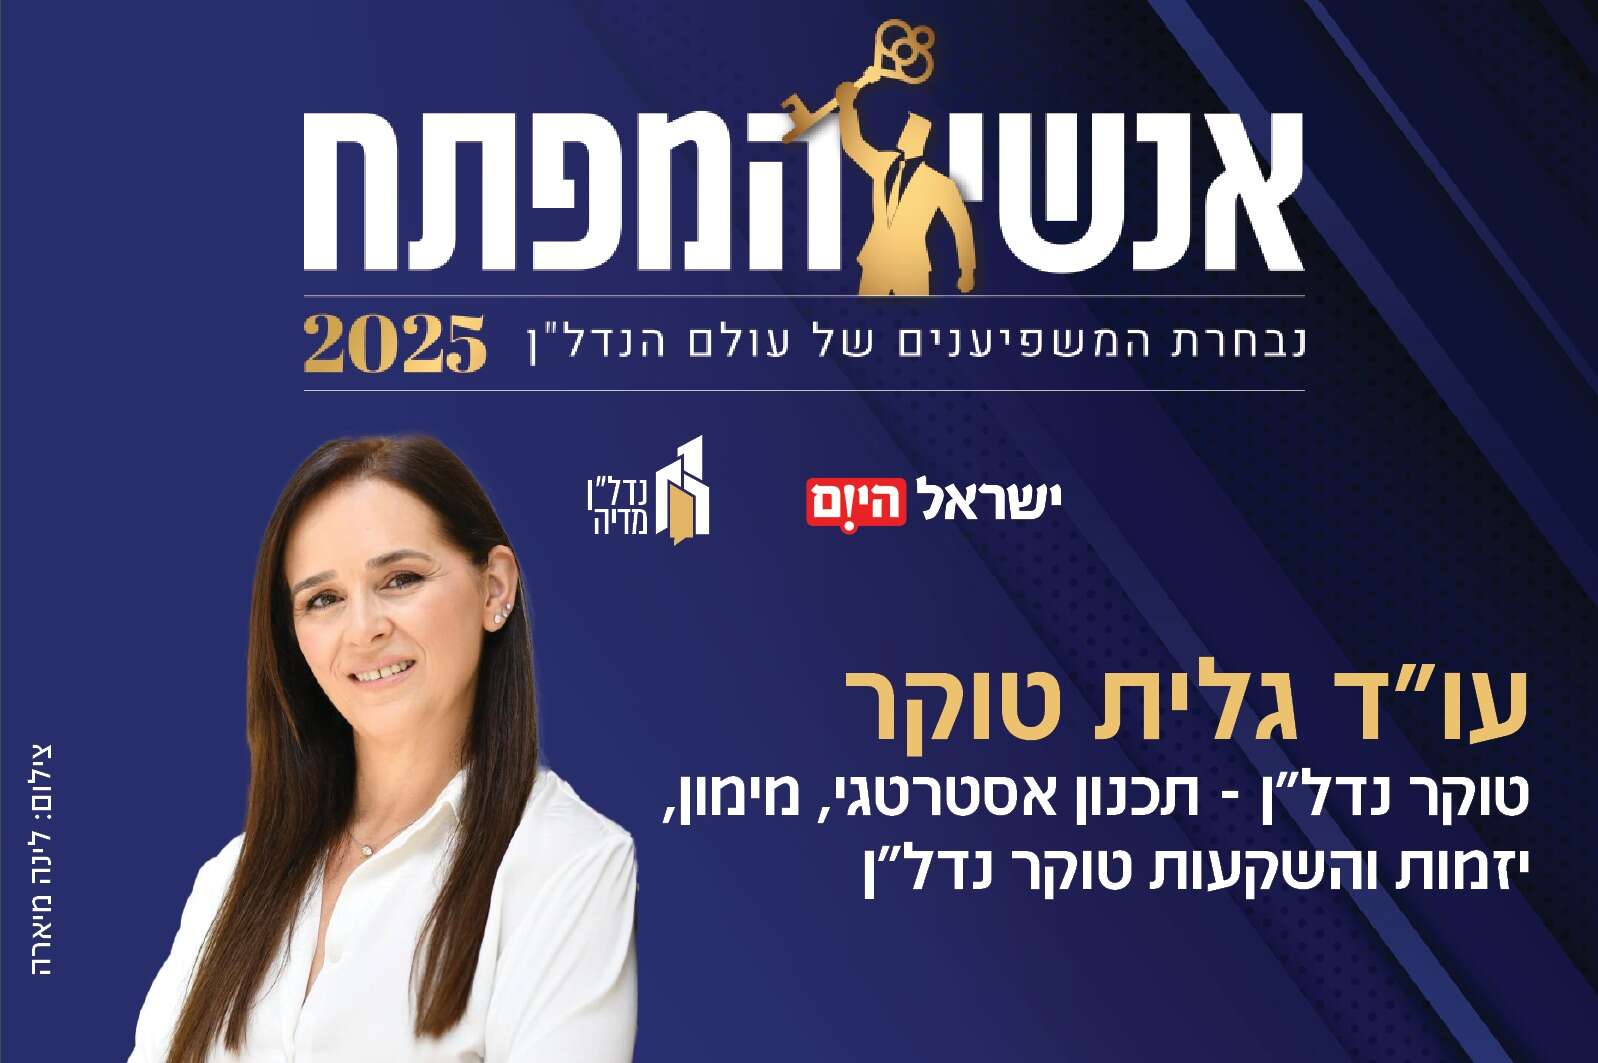 אנשי המפתח
נבחרת המשפיענים של עולם הנדל"ן 2025
ישראל היום
נדל"ן
מדיה
עו"ד גלית טוקר
טוקר נדל"ן - תכנון אסטרטגי, מימון,
יזמות והשקעות טוקר נדל"ן
צילום: לינה מיארה